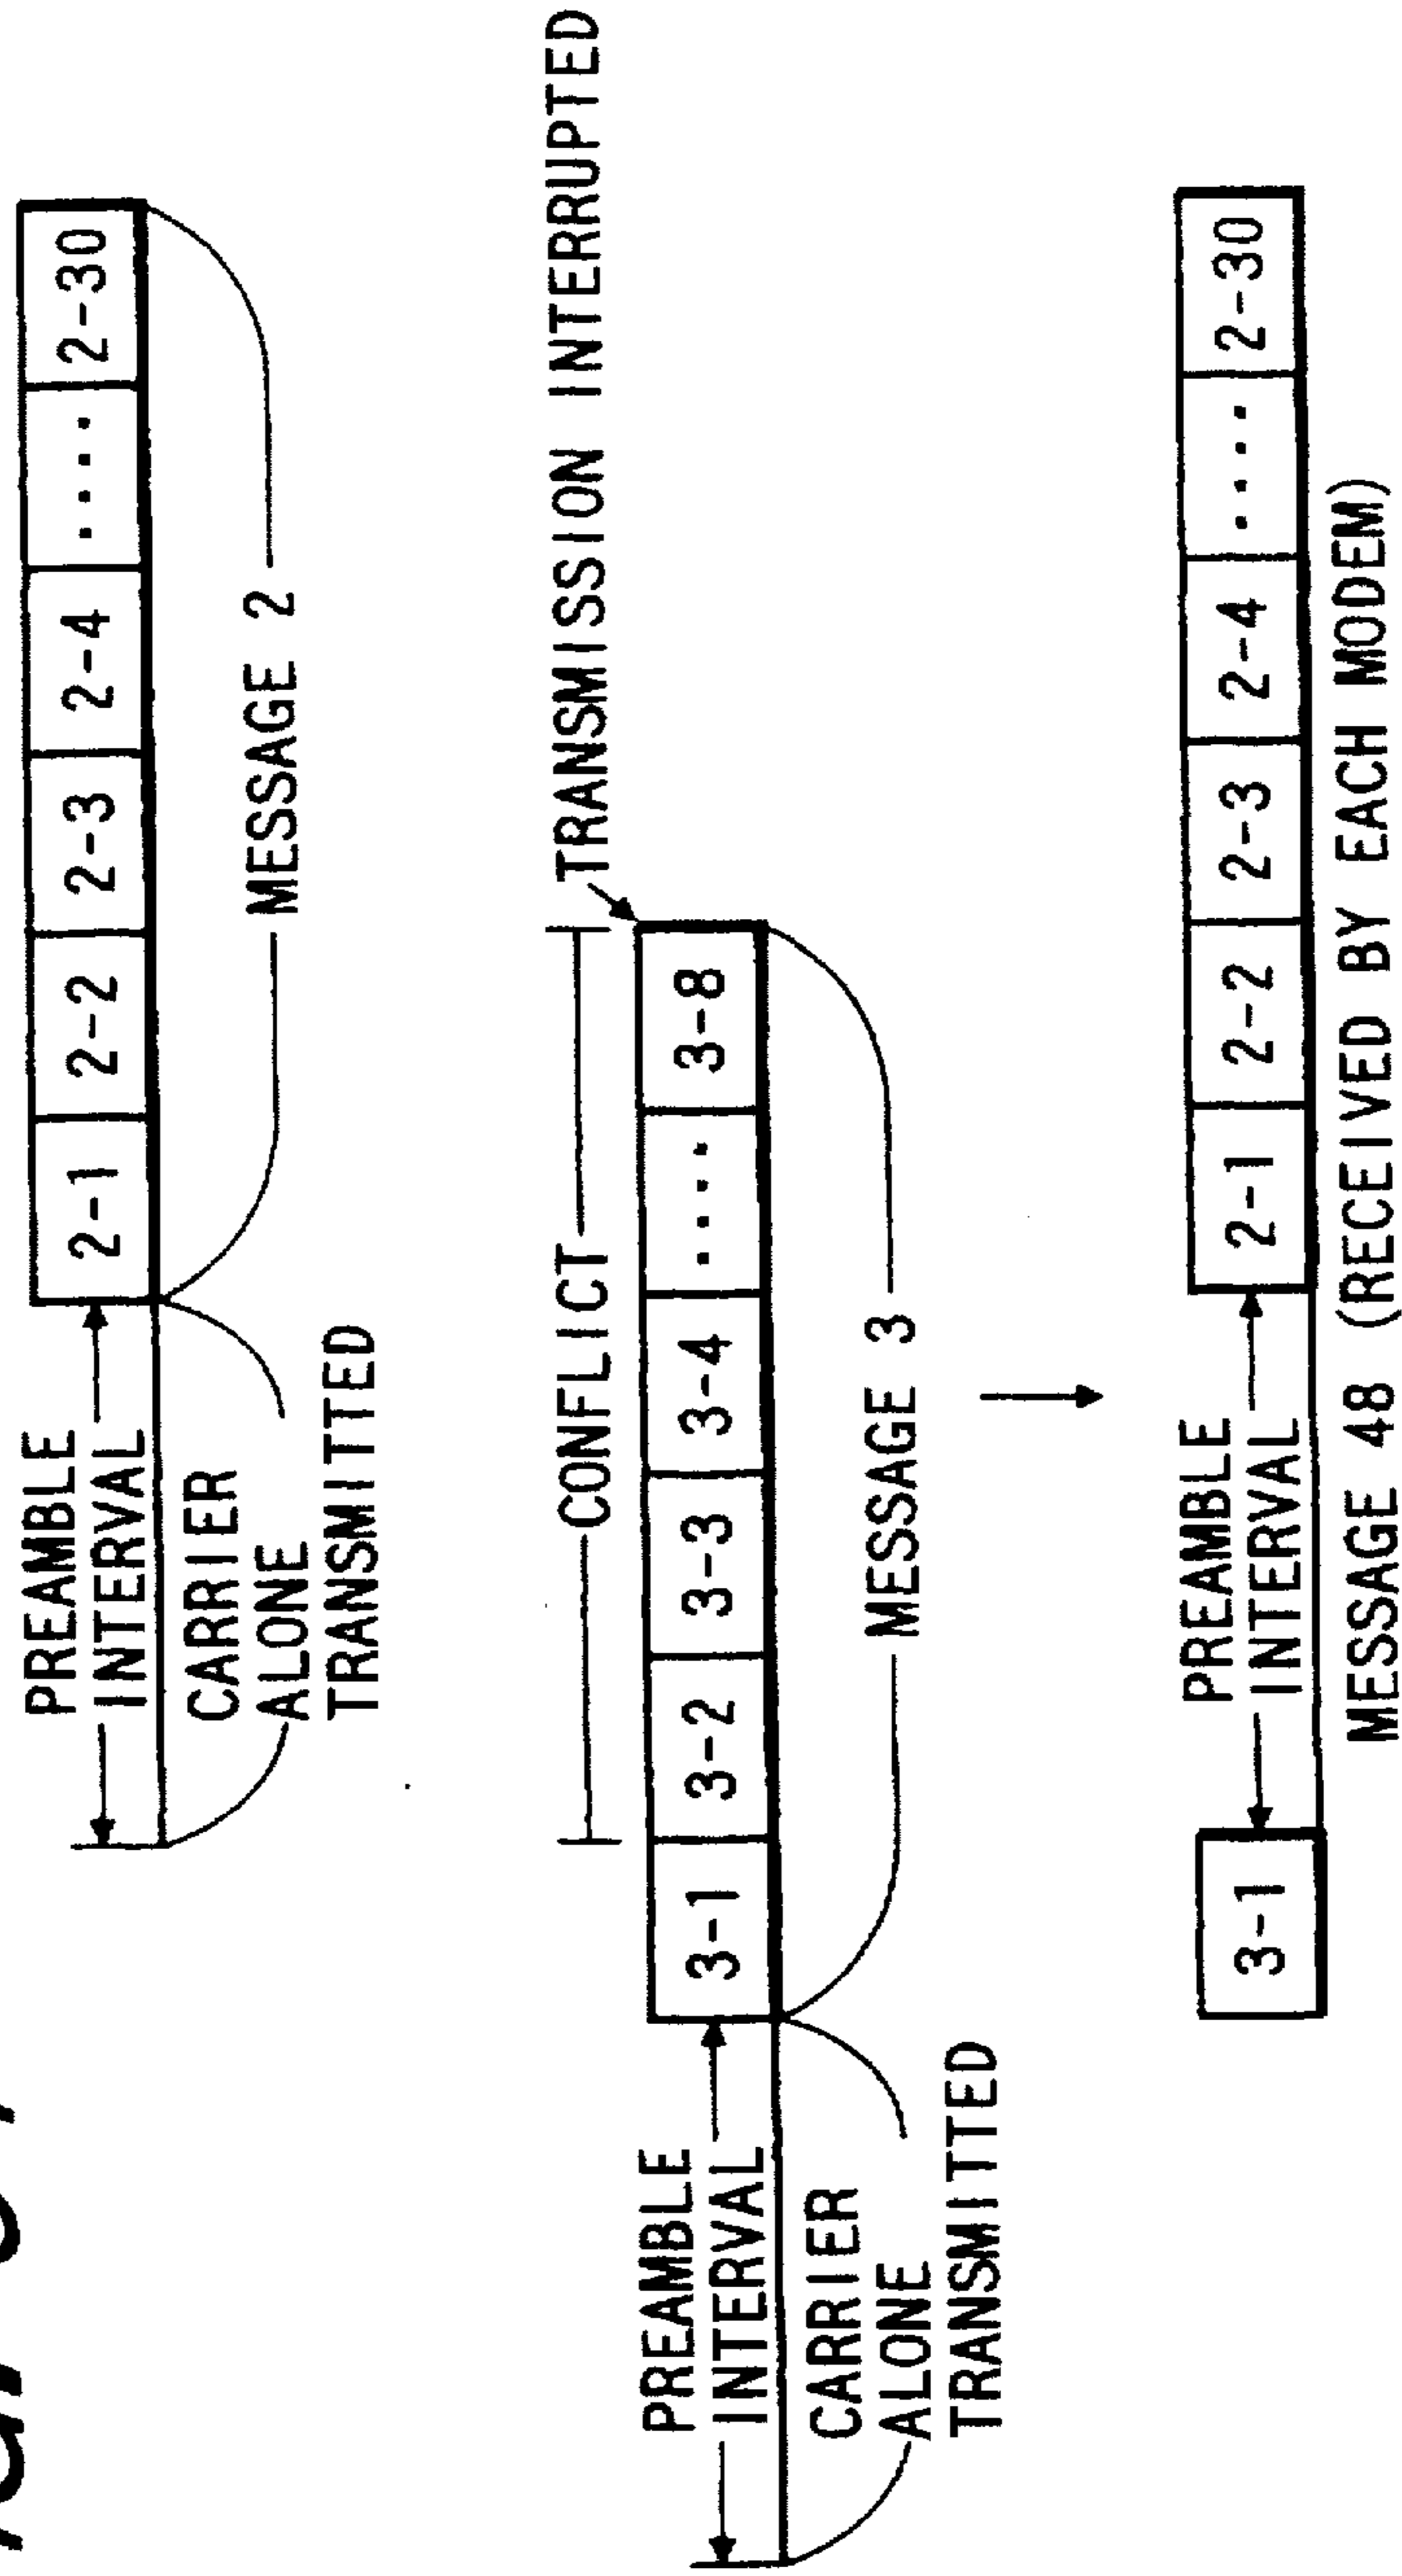 PREAMBLE
INTERVAL
2-1 2-2 2-3 2-4 .... 2-30
CARRIER
ALONE
TRANSMITTED
MESSAGE 2
TRANSMISSION INTERRUPTED
CONFLICT
PREAMBLE
INTERVAL
3-1 3-2 3-3 3-4 .... 3-8
CARRIER
ALONE
TRANSMITTED
MESSAGE 3
3-1
PREAMBLE
INTERVAL
2-1 2-2 2-3 2-4 .... 2-30
MESSAGE 48 (RECEIVED BY EACH MODEM)